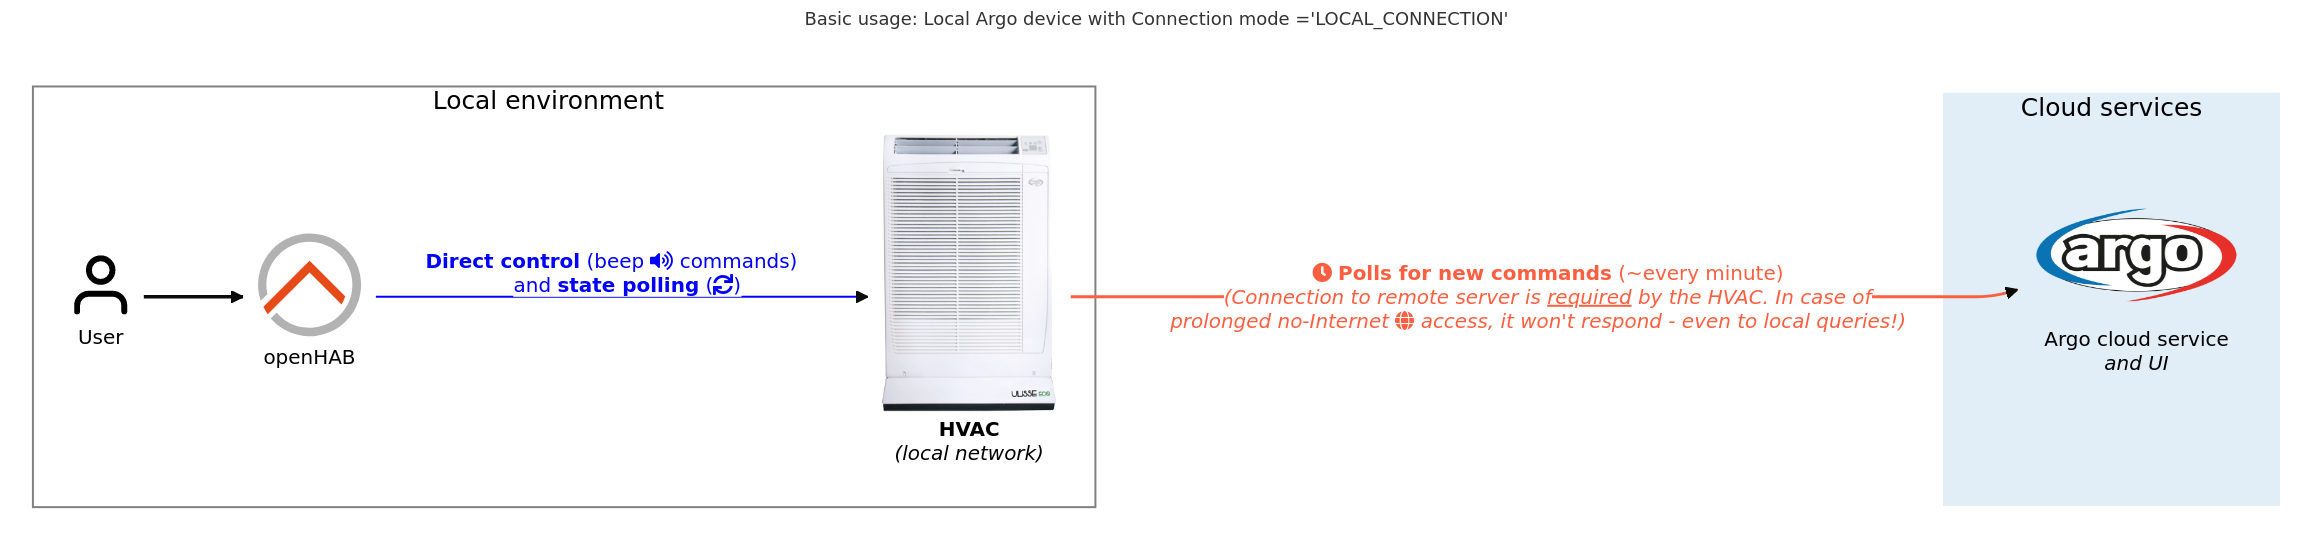 Basic usage: Local Argo device with Connection mode ='LOCAL_CONNECTION'
Local environment
User
openHAB
Direct control (beep commands)
and state polling ()
ULISSE eco
HVAC
(local network)
Polls for new commands (~every minute)
(Connection to remote server is required by the HVAC. In case of
prolonged no-Internet access, it won't respond - even to local queries!)
Cloud services
argo
Argo cloud service
and UI